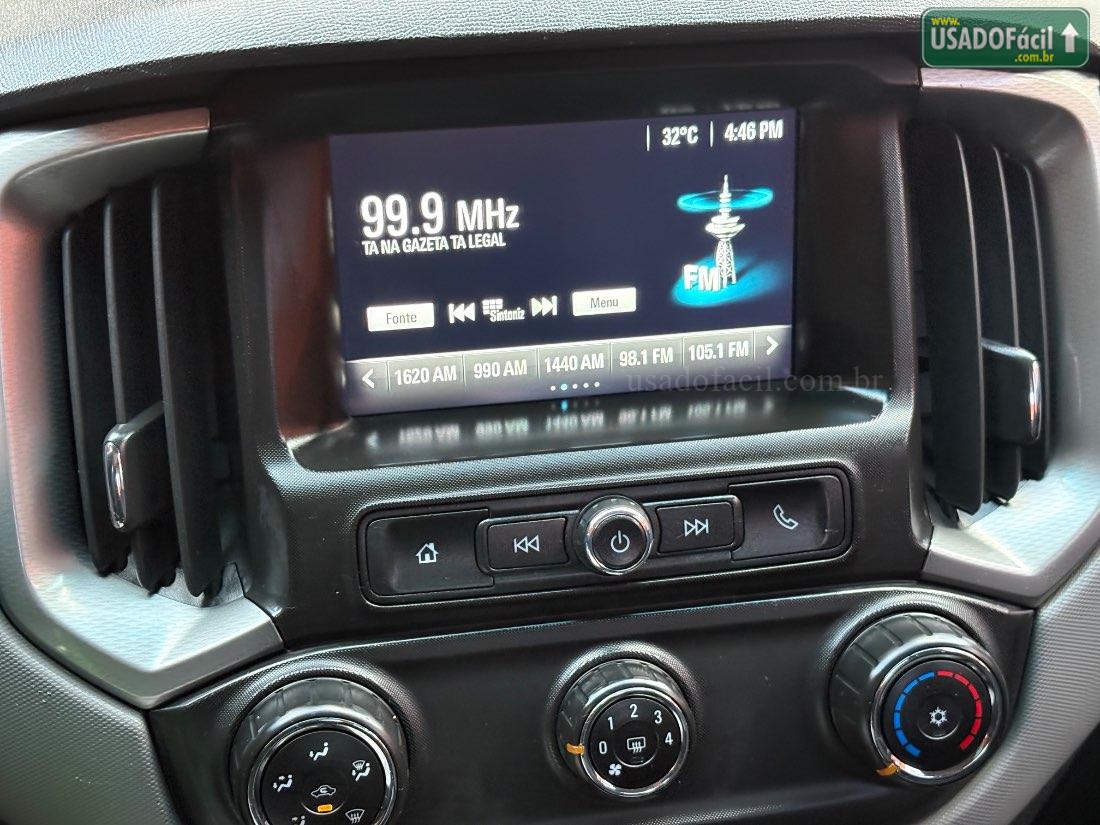 www.
USADOFácil
.com.br
32°C
4:46 PM
99.9 MHz
TA NA GAZETA TA LEGAL
FM
Fonte
Sintoniz
Menu
1620 AM
990 AM
1440 AM
98.1 FM
105.1 FM
usadofacil.com.br
0 1 2 3 4